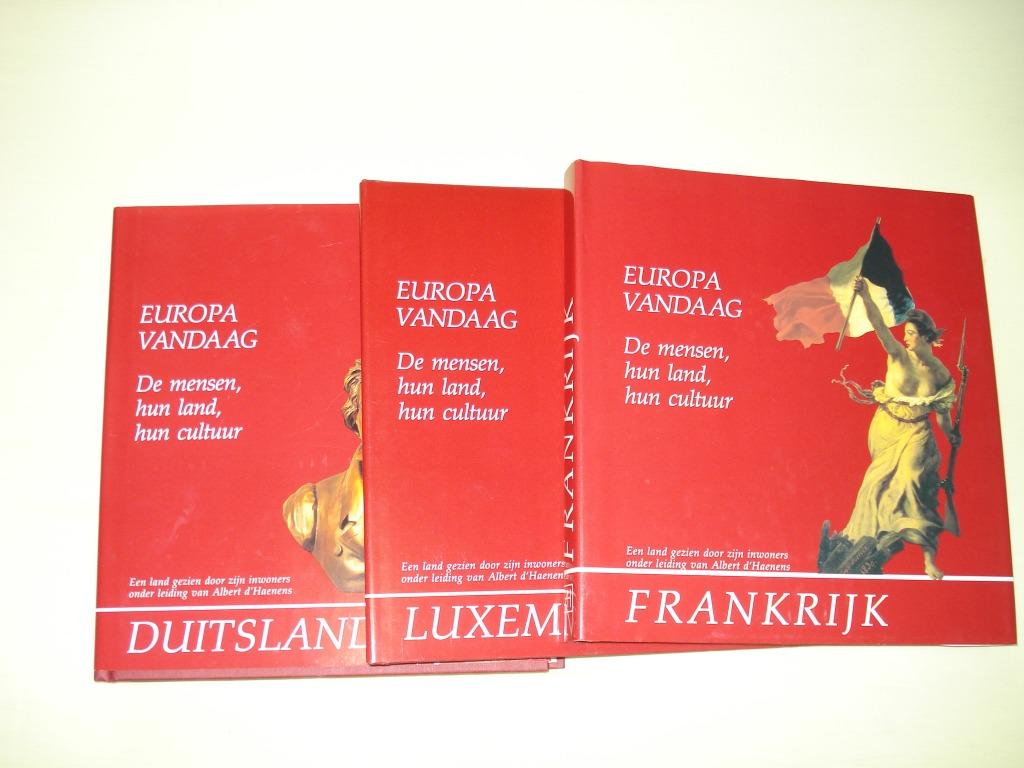 EUROPA
VANDAAG
De mensen,
hun land,
hun cultuur
Een land gezien door zijn inwoners
onder leiding van Albert d'Haenens
DUITSLAND
EUROPA
VANDAAG
De mensen,
hun land,
hun cultuur
Een land gezien door zijn inwoners
onder leiding van Albert d'Haenens
LUXEM
FRANKRIJK
EUROPA
VANDAAG
De mensen,
hun land,
hun cultuur
Een land gezien door zijn inwoners
onder leiding van Albert d'Haenens
FRANKRIJK